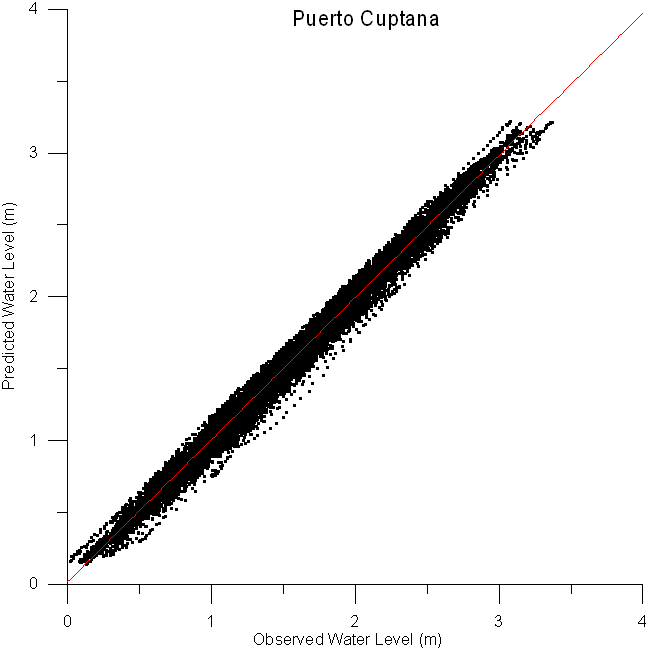 Puerto Cuptana
4
3
2
1
0
Predicted Water Level (m)
0 1 2 3 4
Observed Water Level (m)